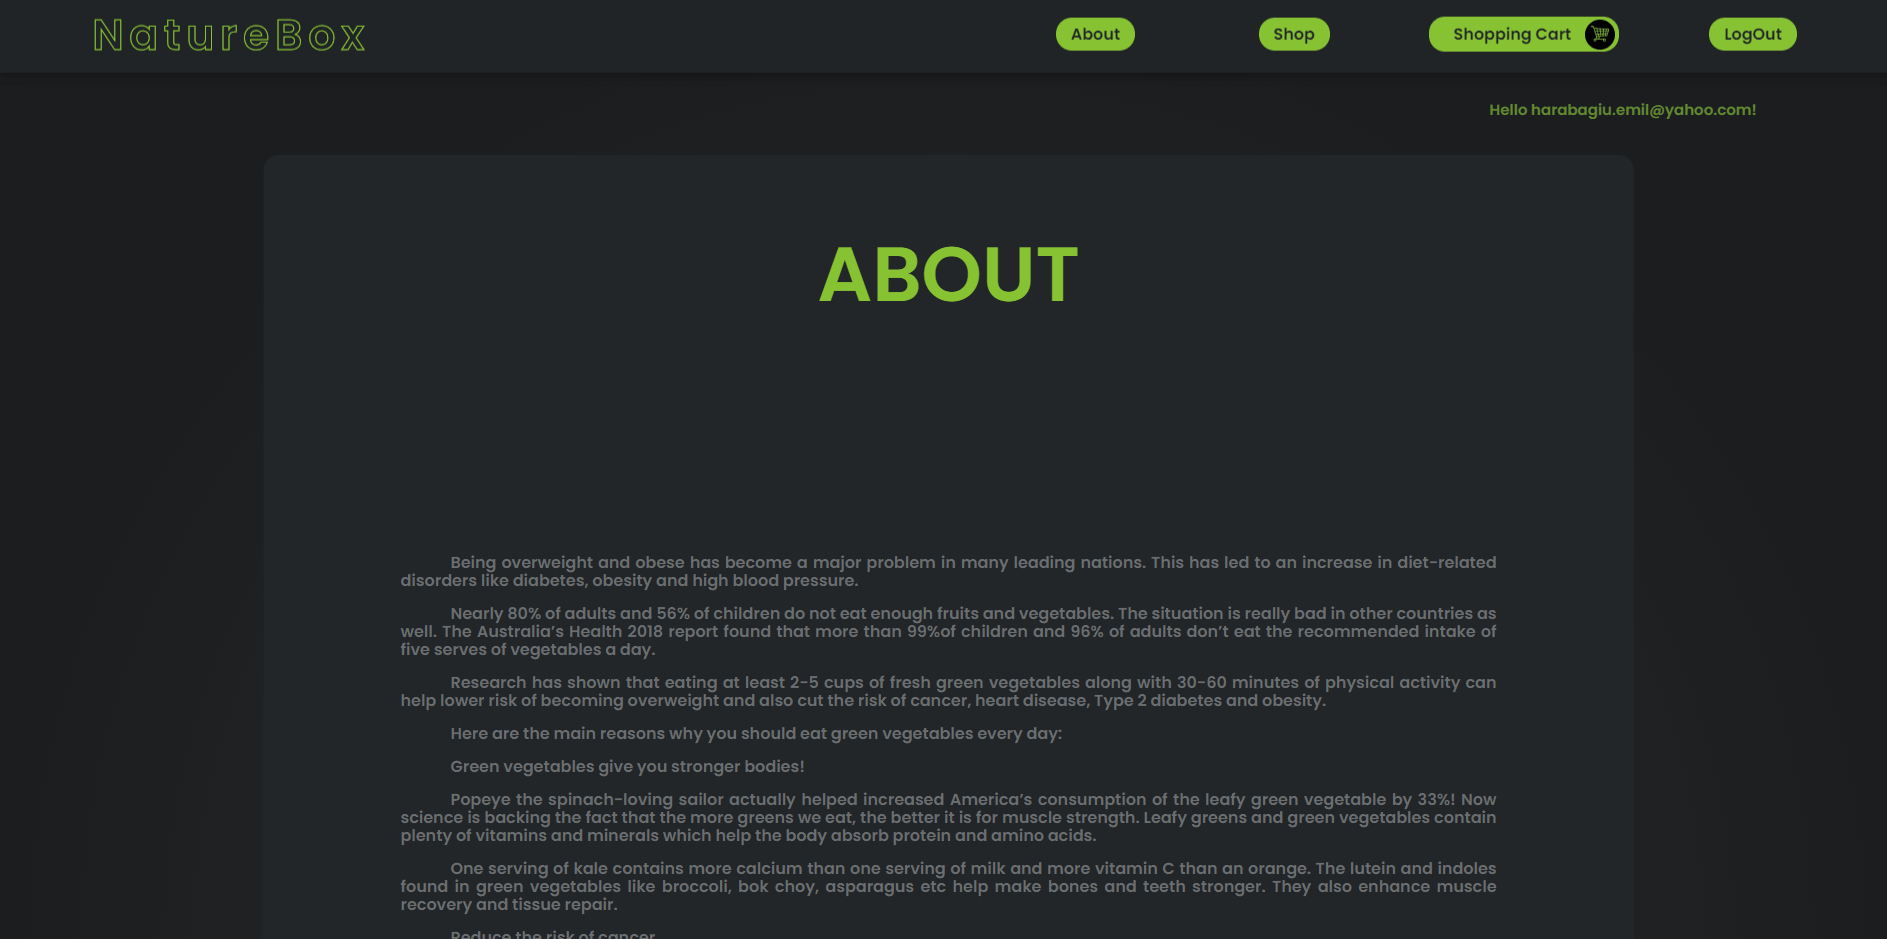 NatureBox
About
Shop
Shopping Cart
LogOut
Hello harabagiu.emil@yahoo.com!
ABOUT
Being overweight and obese has become a major problem in many leading nations. This has led to an increase in diet-related
disorders like diabetes, obesity and high blood pressure.
Nearly 80% of adults and 56% of children do not eat enough fruits and vegetables. The situation is really bad in other countries as
well. The Australia’s Health 2018 report found that more than 99%of children and 96% of adults don’t eat the recommended intake of
five serves of vegetables a day.
Research has shown that eating at least 2-5 cups of fresh green vegetables along with 30-60 minutes of physical activity can
help lower risk of becoming overweight and also cut the risk of cancer, heart disease, Type 2 diabetes and obesity.
Here are the main reasons why you should eat green vegetables every day:
Green vegetables give you stronger bodies!
Popeye the spinach-loving sailor actually helped increased America’s consumption of the leafy green vegetable by 33%! Now
science is backing the fact that the more greens we eat, the better it is for muscle strength. Leafy greens and green vegetables contain
plenty of vitamins and minerals which help the body absorb protein and amino acids.
One serving of kale contains more calcium than one serving of milk and more vitamin C than an orange. The lutein and indoles
found in green vegetables like broccoli, bok choy, asparagus etc help make bones and teeth stronger. They also enhance muscle
recovery and tissue repair.
Reduce the risk of cancer